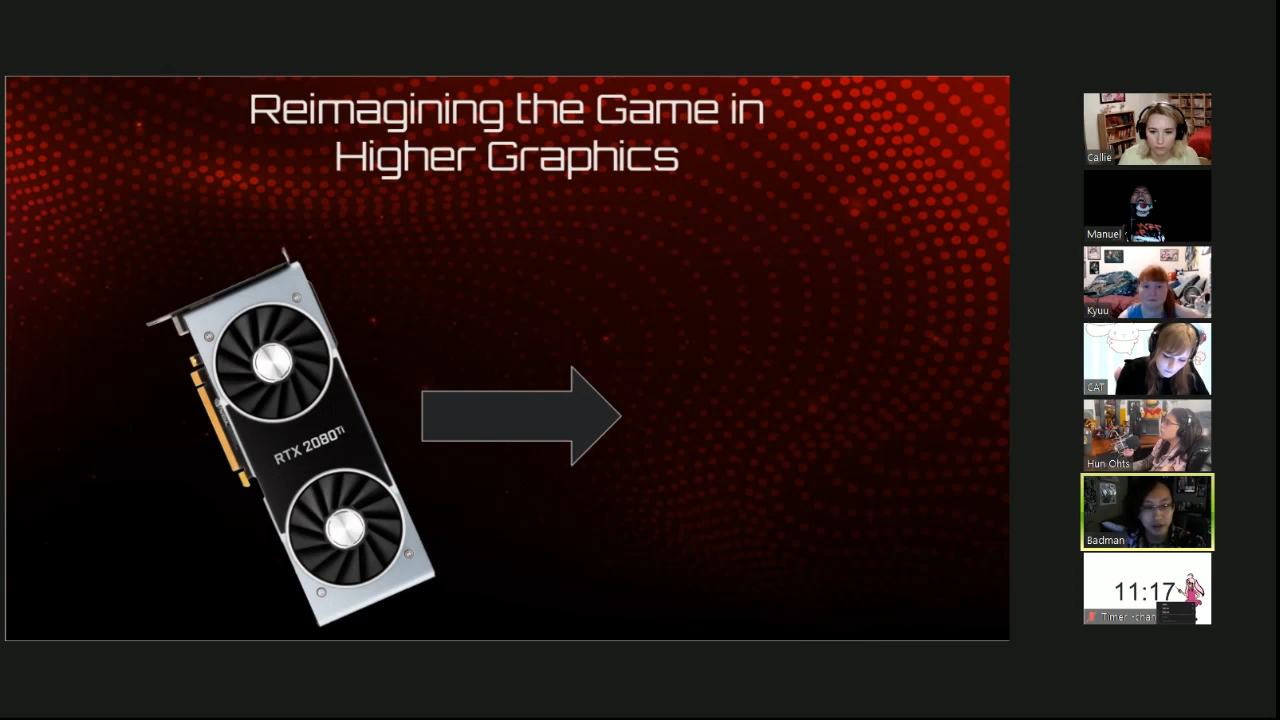 Reimagining the Game in
Higher Graphics
RTX 2080Ti
Callie
Manuel
Kyuu
CAT
Hun Ohts
Badman
11:17
Timer-chan